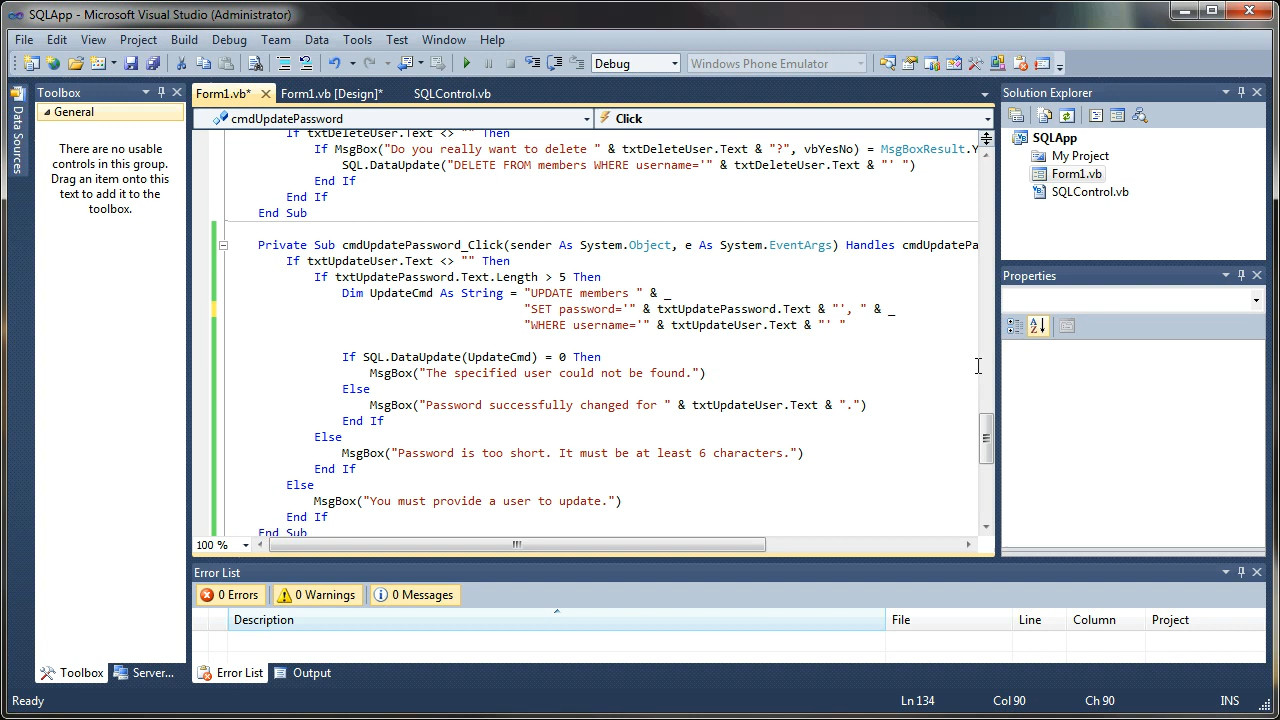 SQLApp - Microsoft Visual Studio (Administrator)
File Edit View Project Build Debug Team Data Tools Test Window Help
Debug Windows Phone Emulator
Data Sources
Toolbox
General
There are no usable
controls in this group.
Drag an item onto this
text to add it to the
toolbox.
Toolbox Server...
Form1.vb* Form1.vb [Design]* SQLControl.vb
cmdUpdatePassword Click
If txtDeleteUser.Text <> "" Then
If MsgBox("Do you really want to delete " & txtDeleteUser.Text & "?", vbYesNo) = MsgBoxResult.Y
SQL.DataUpdate("DELETE FROM members WHERE username='" & txtDeleteUser.Text & "' ")
End If
End If
End Sub
Private Sub cmdUpdatePassword_Click(sender As System.Object, e As System.EventArgs) Handles cmdUpdatePa
If txtUpdateUser.Text <> "" Then
If txtUpdatePassword.Text.Length > 5 Then
Dim UpdateCmd As String = "UPDATE members " & _
"SET password='" & txtUpdatePassword.Text & "', " & _
"WHERE username='" & txtUpdateUser.Text & "' "
If SQL.DataUpdate(UpdateCmd) = 0 Then
MsgBox("The specified user could not be found.")
Else
MsgBox("Password successfully changed for " & txtUpdateUser.Text & ".")
End If
Else
MsgBox("Password is too short. It must be at least 6 characters.")
End If
Else
MsgBox("You must provide a user to update.")
End If
End Sub
100 %
Solution Explorer
SQLApp
My Project
Form1.vb
SQLControl.vb
Properties
Error List
0 Errors 0 Warnings 0 Messages
Description File Line Column Project
Error List Output
Ready Ln 134 Col 90 Ch 90 INS